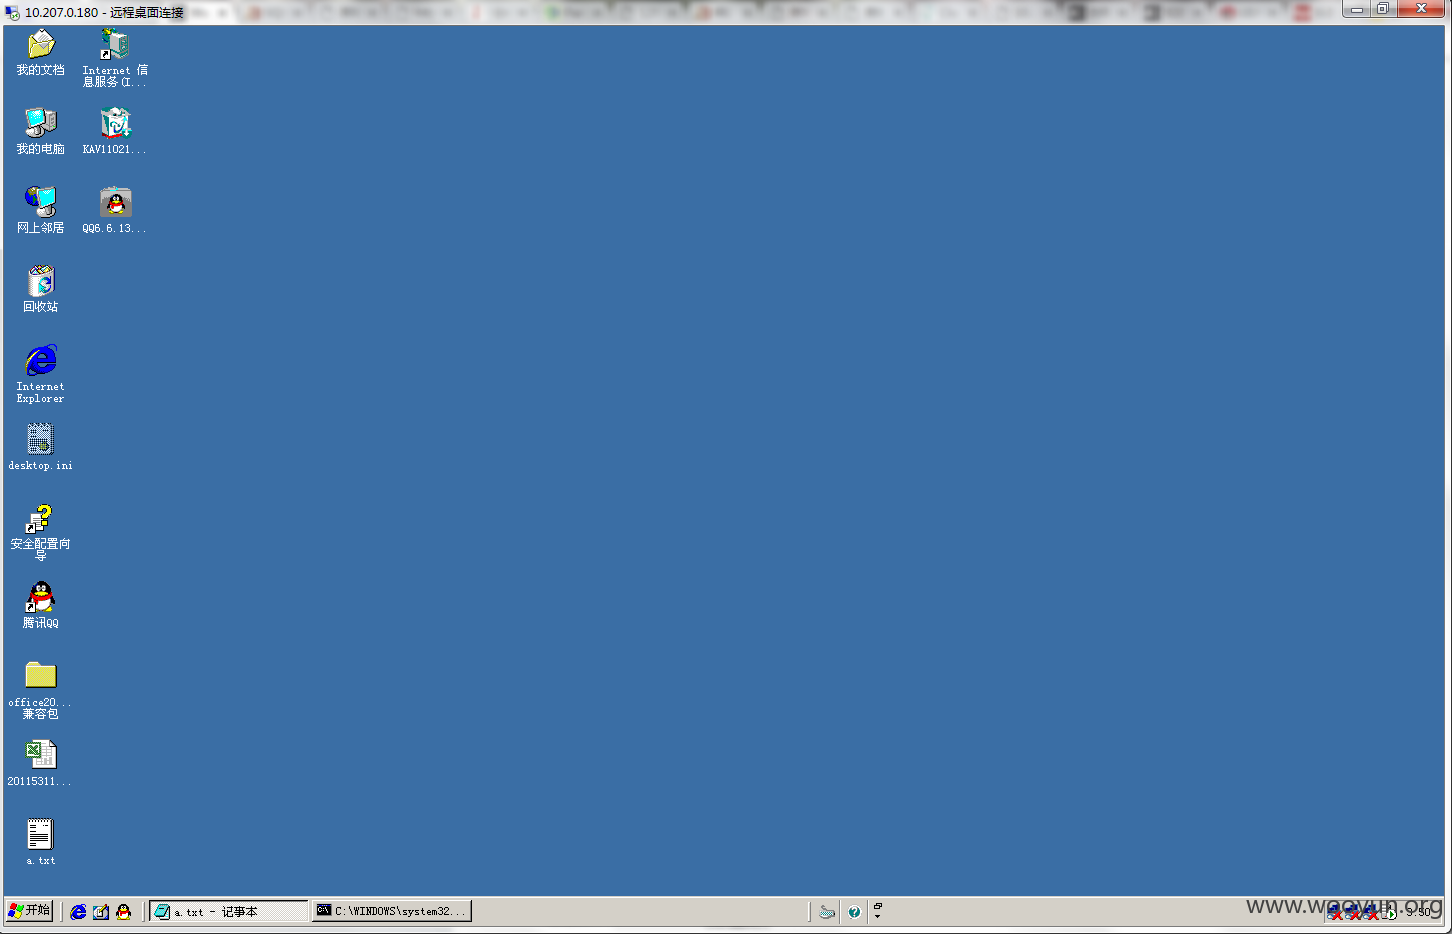 10.207.0.180 - 远程桌面连接
我的文档
Internet 信
息服务(I...
我的电脑
KAV11021...
网上邻居
QQ6.6.13...
回收站
Internet
Explorer
desktop.ini
安全配置向
导
腾讯QQ
office20...
兼容包
20115311...
a.txt
开始
a.txt - 记事本
C:\WINDOWS\system32...
www.wooyun.org
3:50